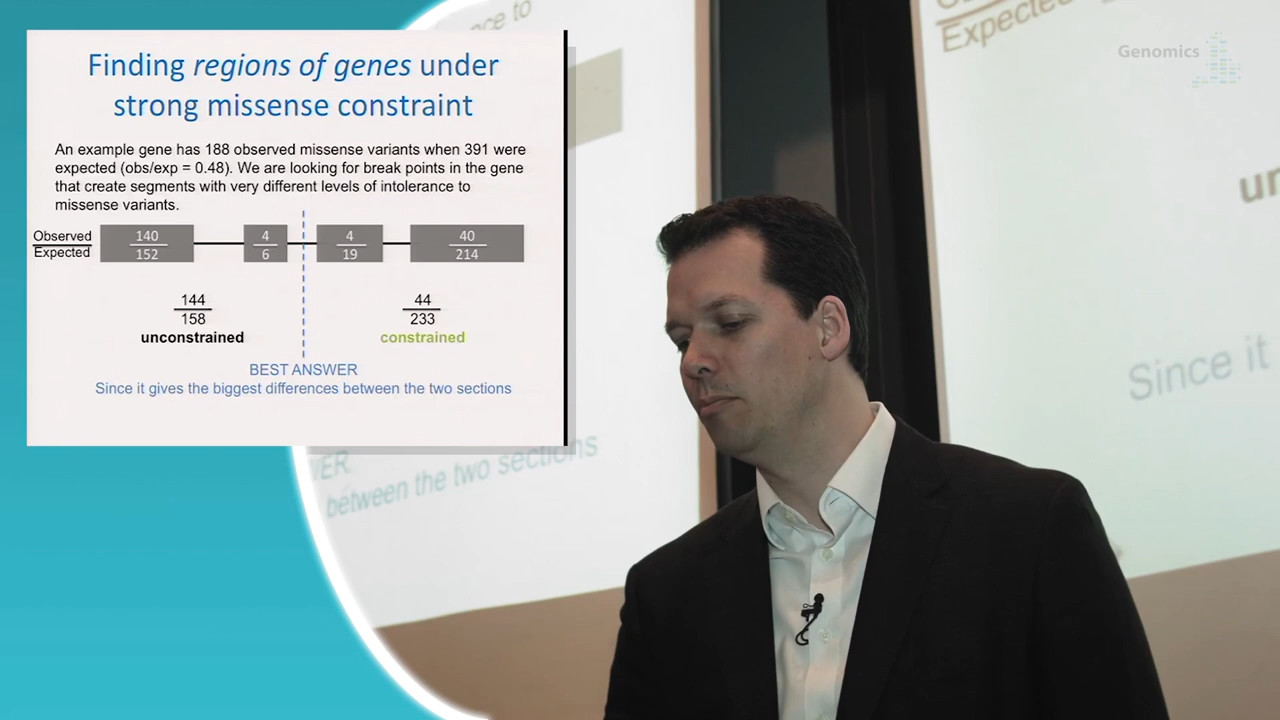 Finding regions of genes under
strong missense constraint
An example gene has 188 observed missense variants when 391 were
expected (obs/exp = 0.48). We are looking for break points in the gene
that create segments with very different levels of intolerance to
missense variants.
Observed
Expected
140
152
4
6
4
19
40
214
144
158
unconstrained
44
233
constrained
BEST ANSWER
Since it gives the biggest differences between the two sections
to
between the two sections
Expected
Since it
Genomics